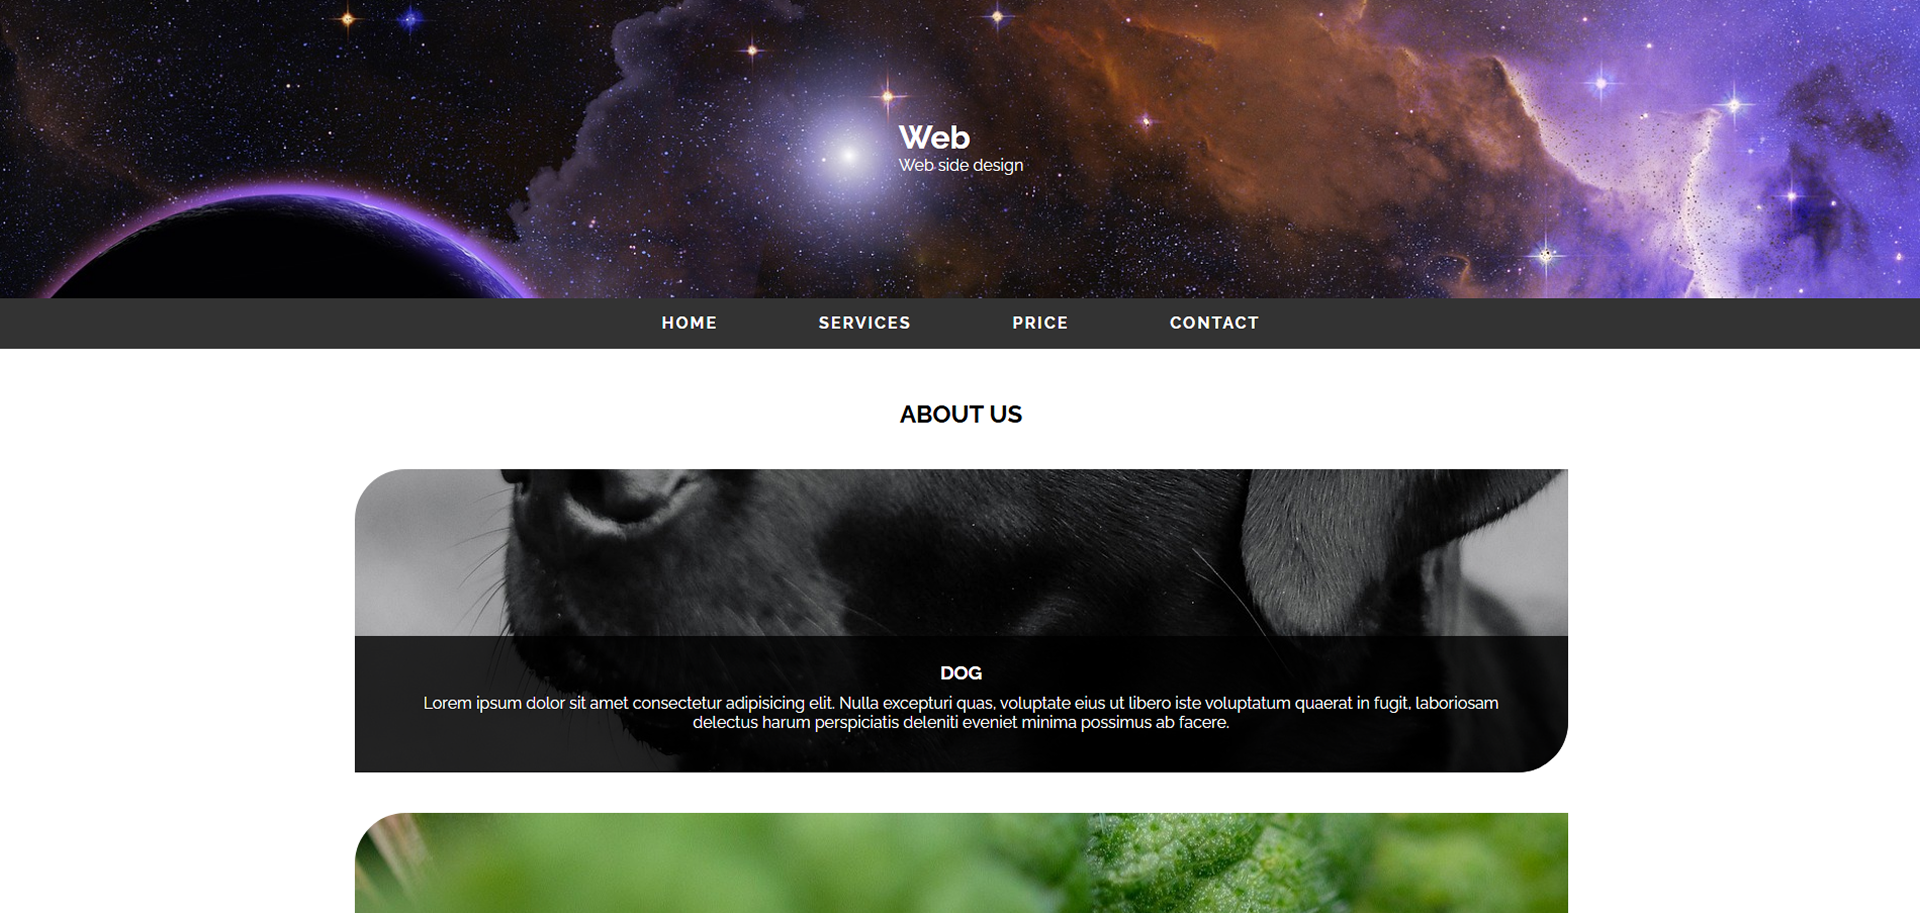 Web
Web side design
HOME SERVICES PRICE CONTACT
ABOUT US
DOG
Lorem ipsum dolor sit amet consectetur adipisicing elit. Nulla excepturi quas, voluptate eius ut libero iste voluptatum quaerat in fugit, laboriosam
delectus harum perspiciatis deleniti eveniet minima possimus ab facere.